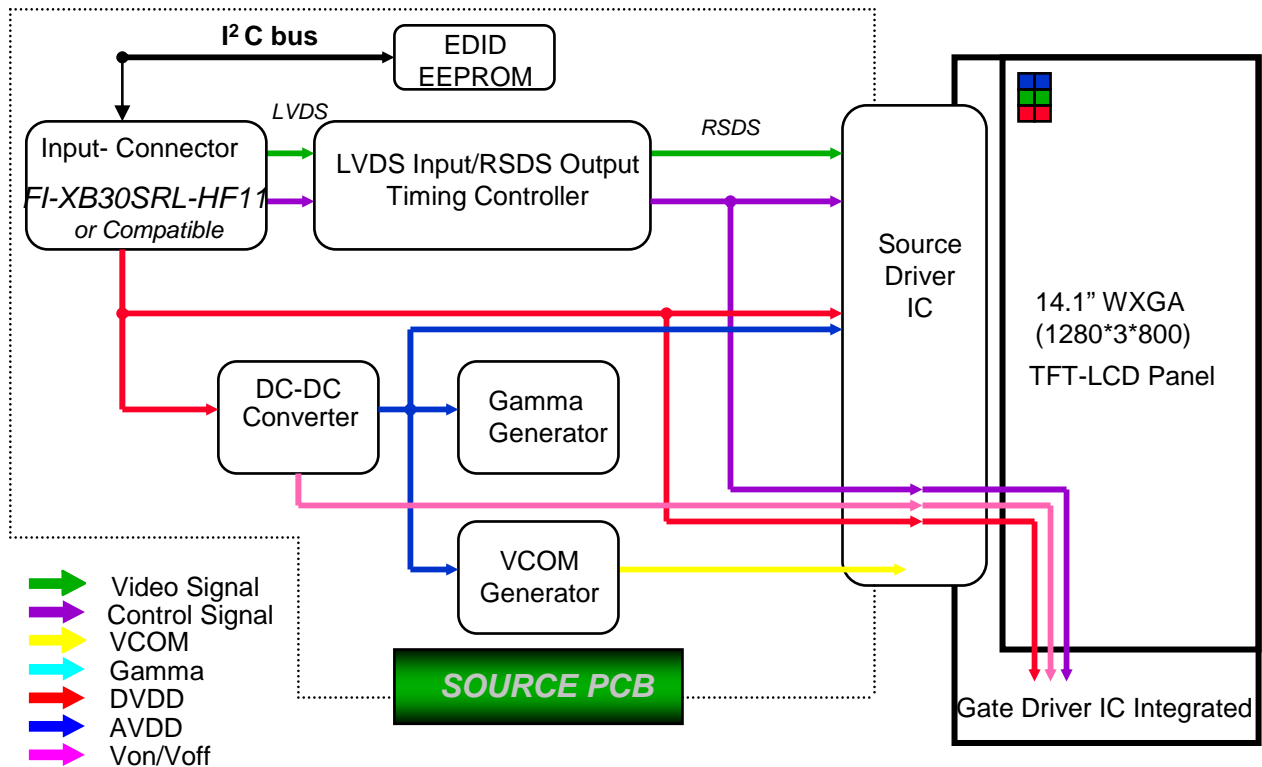 I² C bus
EDID
EEPROM
LVDS
RSDS
Input- Connector
FI-XB30SRL-HF11
or Compatible
LVDS Input/RSDS Output
Timing Controller
Source
Driver
IC
14.1” WXGA
(1280*3*800)
TFT-LCD Panel
DC-DC
Converter
Gamma
Generator
VCOM
Generator
Video Signal
Control Signal
VCOM
Gamma
DVDD
AVDD
Von/Voff
SOURCE PCB
Gate Driver IC Integrated